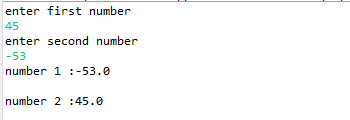 enter first number
45
enter second number
-53
number 1 :-53.0
number 2 :45.0